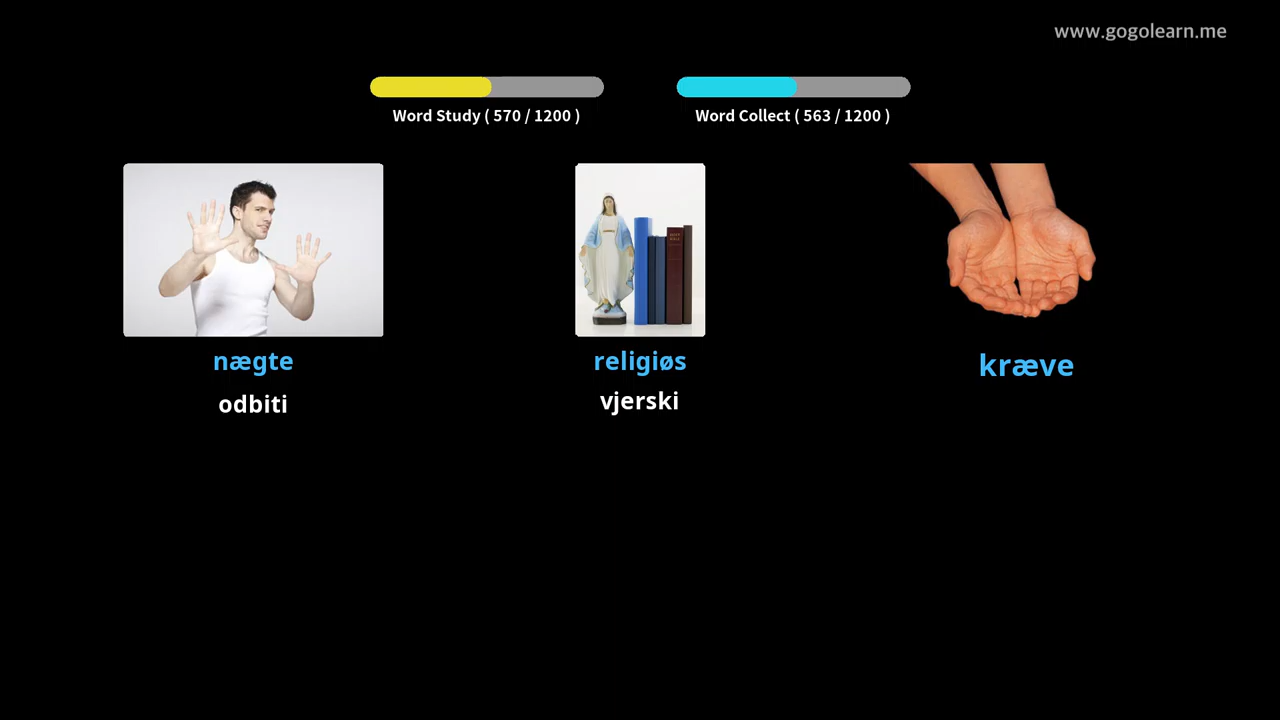 www.gogolearn.me
Word Study ( 570 / 1200 )
Word Collect ( 563 / 1200 )
nægte
religiøs
kræve
odbiti
vjerski